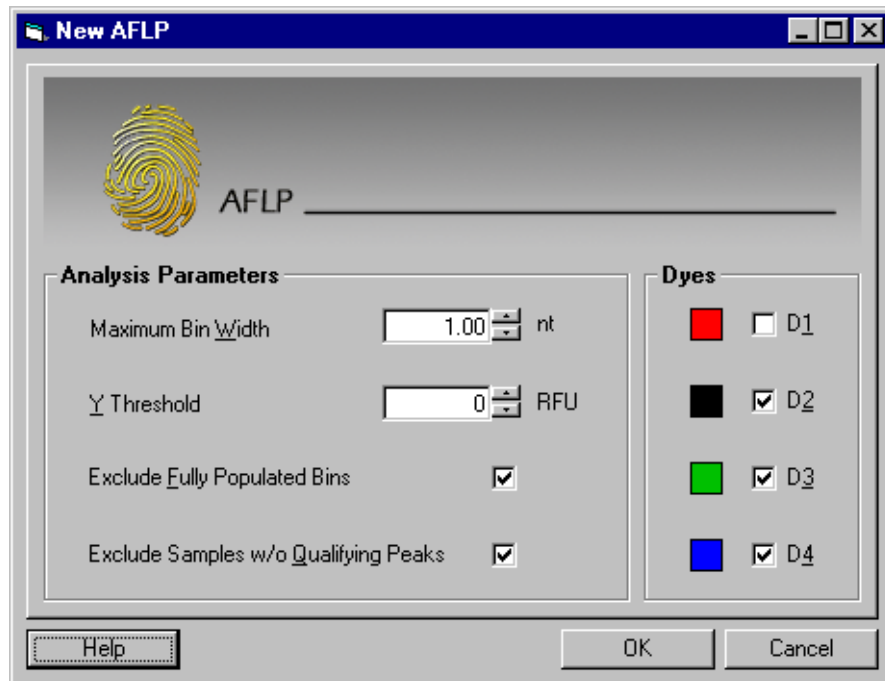 New AFLP
AFLP
Analysis Parameters
Maximum Bin Width 1.00 nt
Y Threshold 0 RFU
Exclude Fully Populated Bins
Exclude Samples w/o Qualifying Peaks
Dyes
D1
D2
D3
D4
Help OK Cancel